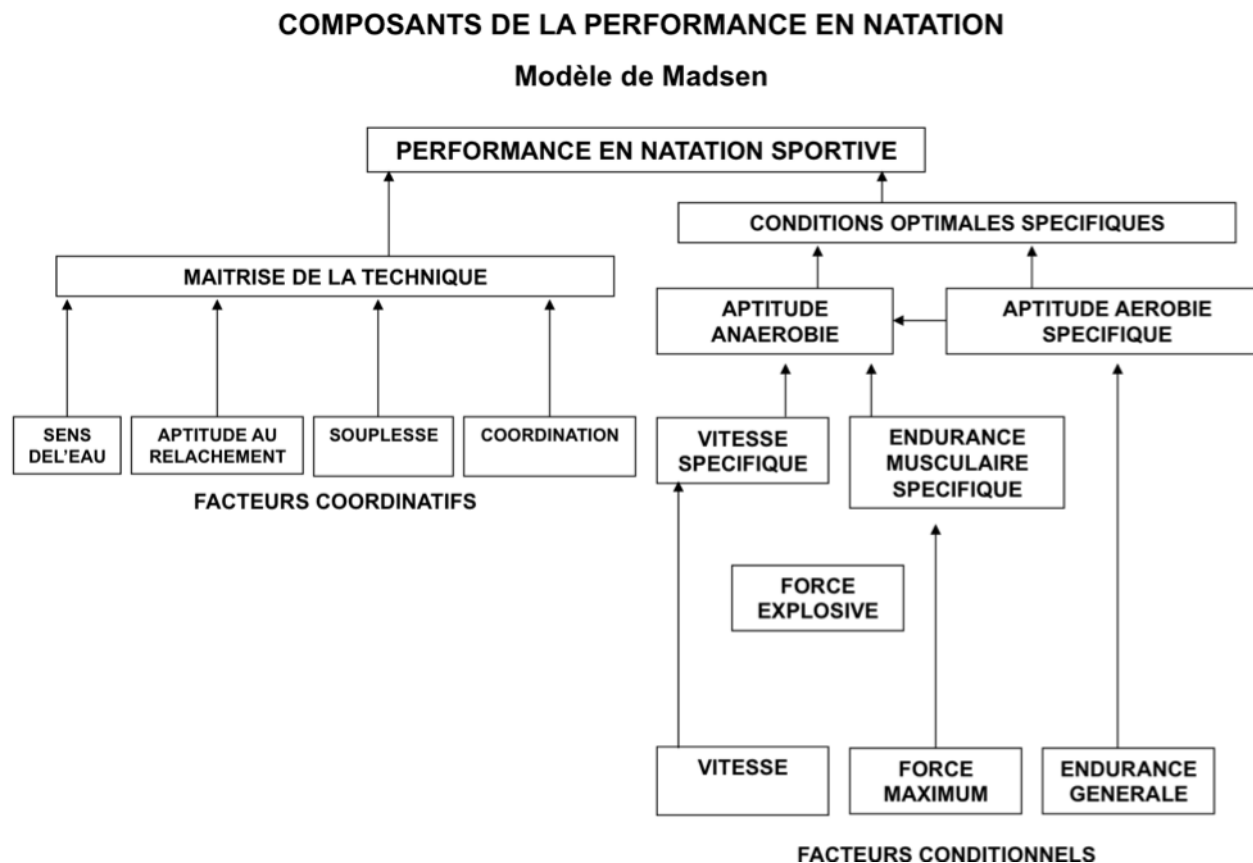 COMPOSANTS DE LA PERFORMANCE EN NATATION
Modèle de Madsen
PERFORMANCE EN NATATION SPORTIVE
CONDITIONS OPTIMALES SPECIFIQUES
MAITRISE DE LA TECHNIQUE
APTITUDE
ANAEROBIE
APTITUDE AEROBIE
SPECIFIQUE
SENS
DEL’EAU
APTITUDE AU
RELACHEMENT
SOUPLESSE
COORDINATION
VITESSE
SPECIFIQUE
ENDURANCE
MUSCULAIRE
SPECIFIQUE
FACTEURS COORDINATIFS
FORCE
EXPLOSIVE
VITESSE
FORCE
MAXIMUM
ENDURANCE
GENERALE
FACTEURS CONDITIONNELS